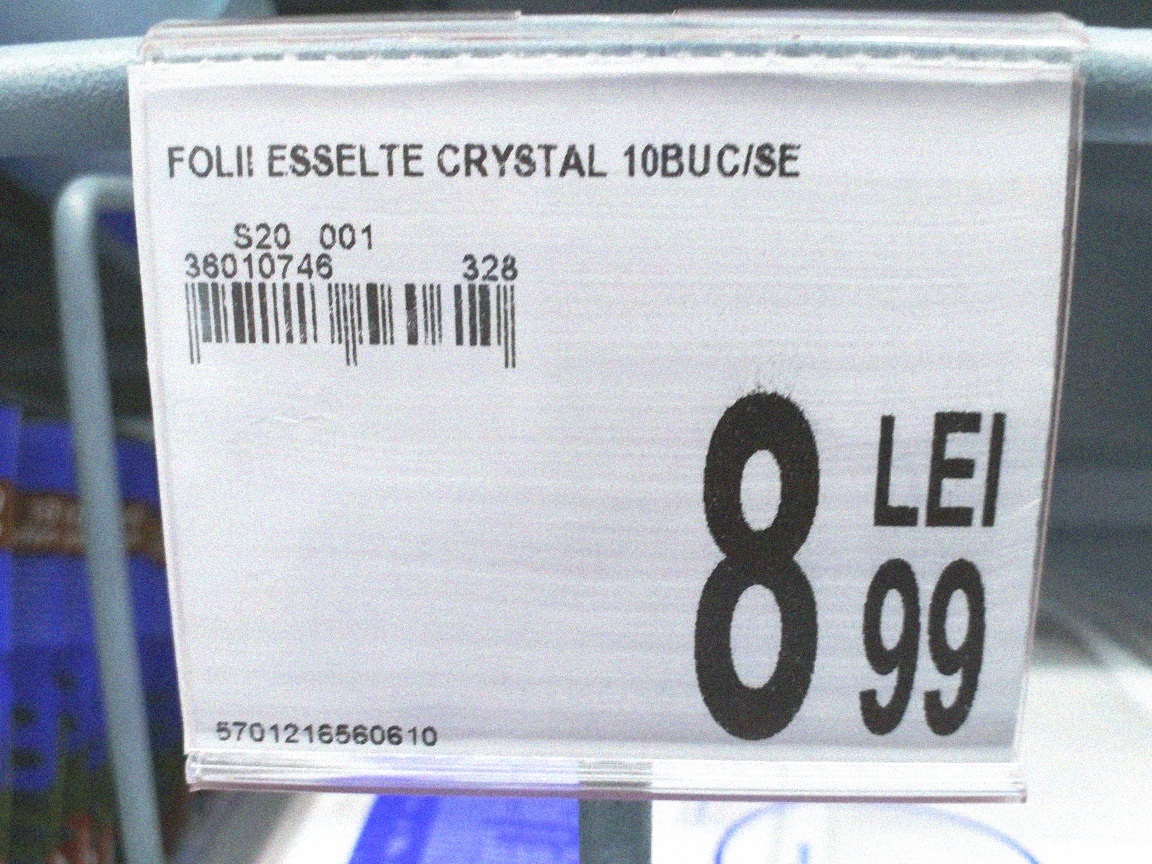 FOLII ESSELTE CRYSTAL 10BUC/SE
S20 001
36010746 328
8 LEI
99
5701216560610